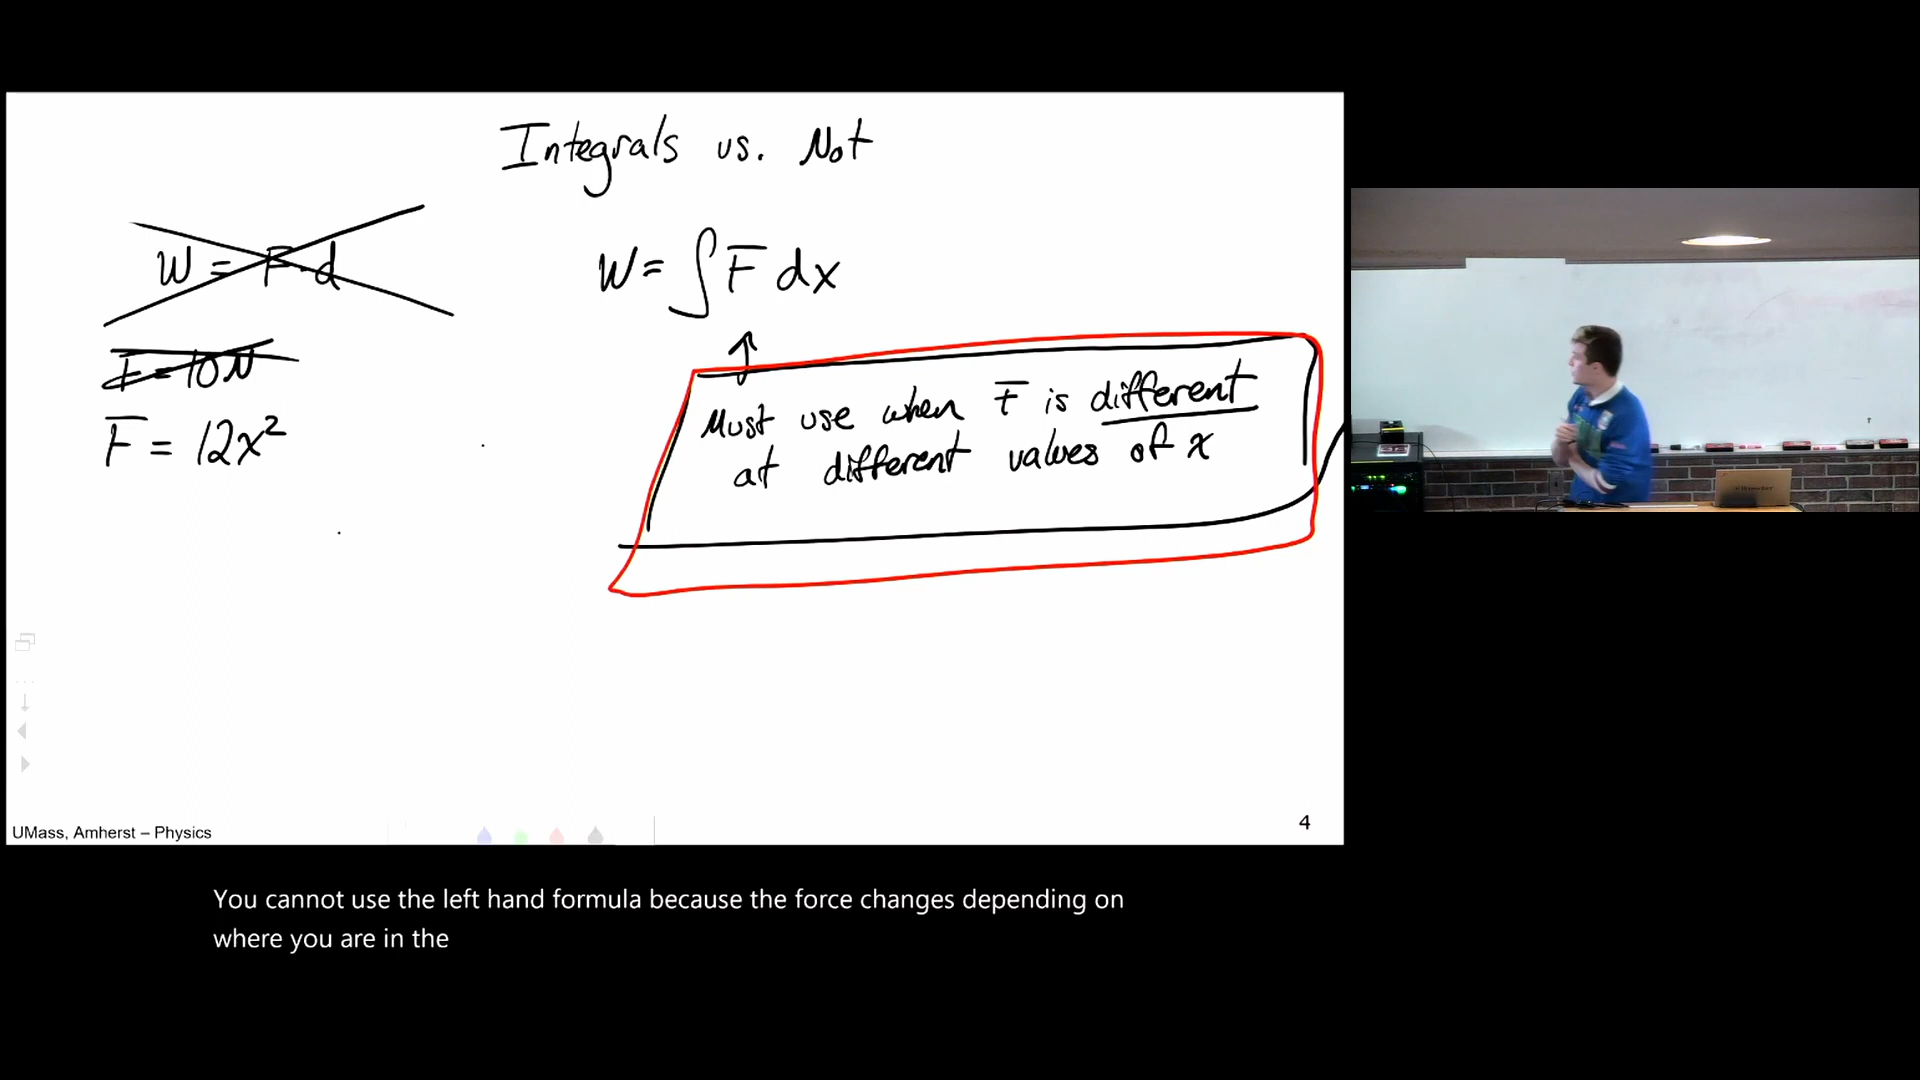 Integrals vs. Not
W = F · d
W = ∫ F̅ dx
F = 10 N
F̅ = 12x²
Must use when F̅ is different
at different values of x
UMass, Amherst – Physics
4
You cannot use the left hand formula because the force changes depending on
where you are in the